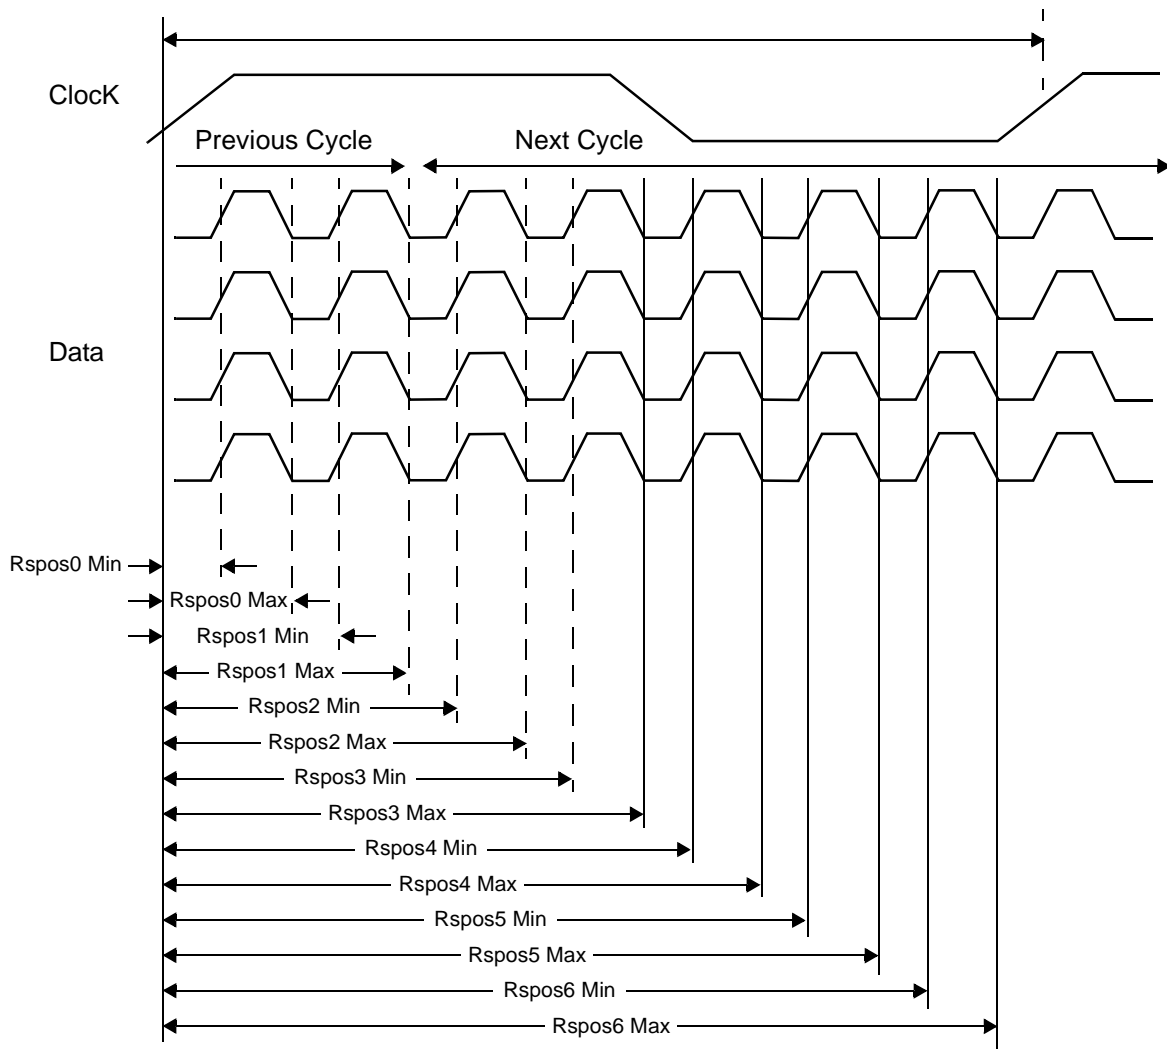 ClocK
Previous Cycle
Next Cycle
Data
Rspos0 Min
Rspos0 Max
Rspos1 Min
Rspos1 Max
Rspos2 Min
Rspos2 Max
Rspos3 Min
Rspos3 Max
Rspos4 Min
Rspos4 Max
Rspos5 Min
Rspos5 Max
Rspos6 Min
Rspos6 Max